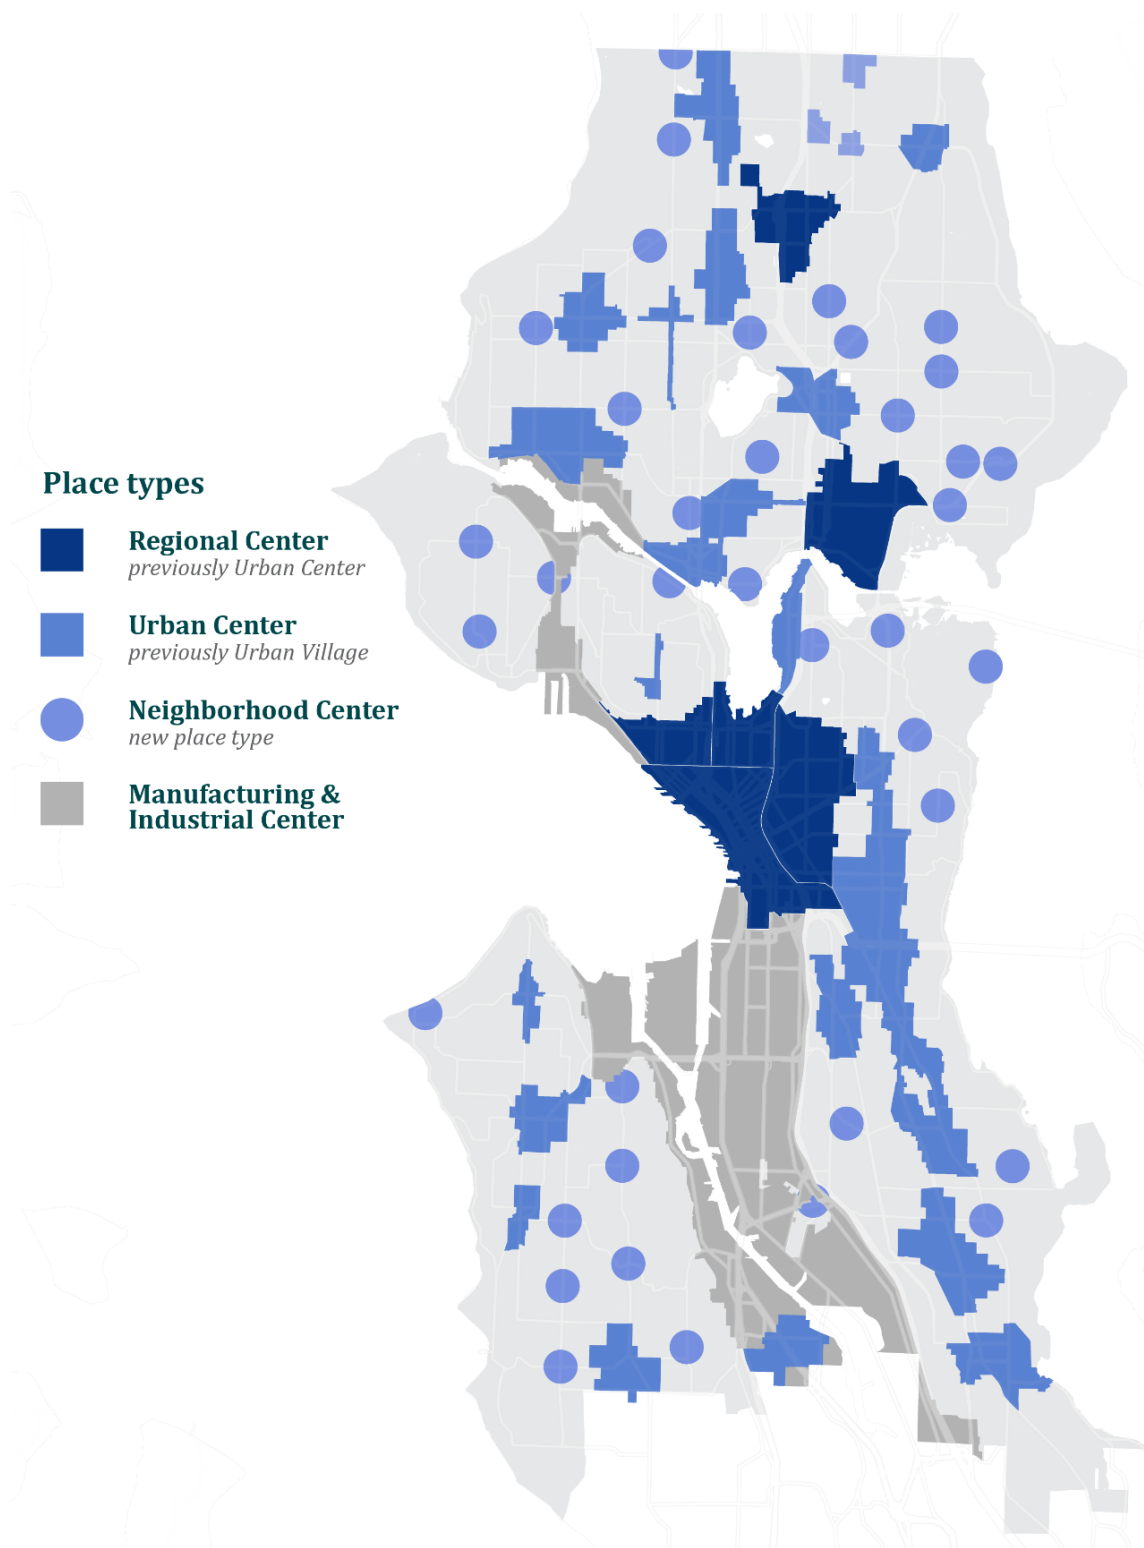 Place types
Regional Center
previously Urban Center
Urban Center
previously Urban Village
Neighborhood Center
new place type
Manufacturing &
Industrial Center